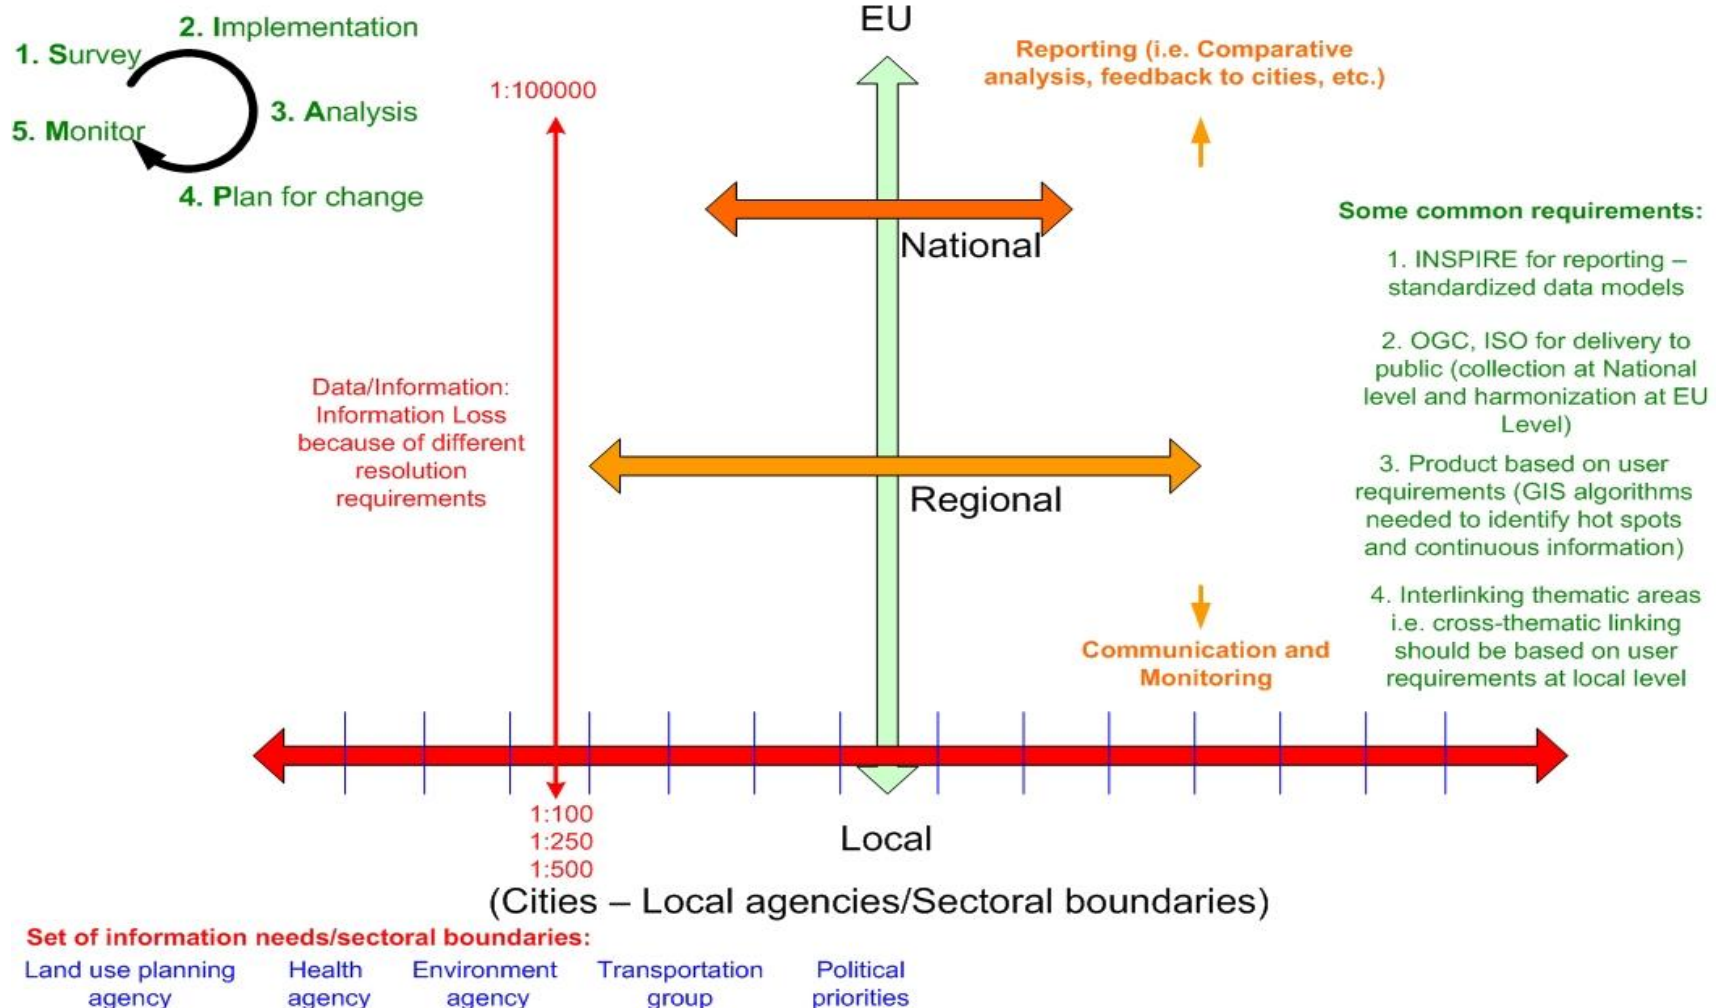 2. Implementation
1. Survey
3. Analysis
5. Monitor
4. Plan for change
1:100000
EU
Reporting (i.e. Comparative
analysis, feedback to cities, etc.)
National
Some common requirements:
1. INSPIRE for reporting –
standardized data models
2. OGC, ISO for delivery to
public (collection at National
level and harmonization at EU
Level)
3. Product based on user
requirements (GIS algorithms
needed to identify hot spots
and continuous information)
4. Interlinking thematic areas
i.e. cross-thematic linking
should be based on user
requirements at local level
Data/Information:
Information Loss
because of different
resolution
requirements
Regional
Communication and
Monitoring
1:100
1:250
1:500
Local
(Cities – Local agencies/Sectoral boundaries)
Set of information needs/sectoral boundaries:
Land use planning
agency
Health
agency
Environment
agency
Transportation
group
Political
priorities